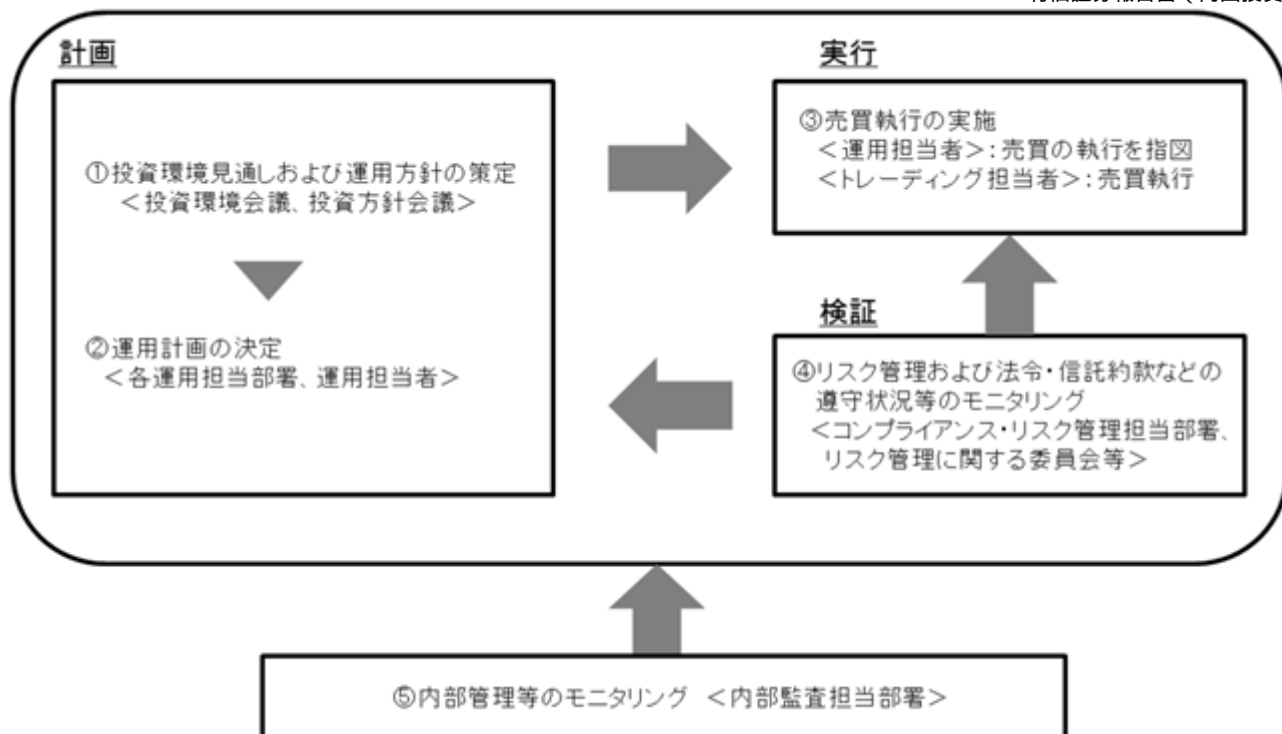 計画
①投資環境見通しおよび運用方針の策定
＜投資環境会議、投資方針会議＞
②運用計画の決定
＜各運用担当部署、運用担当者＞
実行
③売買執行の実施
＜運用担当者＞：売買の執行を指図
＜トレーディング担当者＞：売買執行
検証
④リスク管理および法令・信託約款などの
遵守状況等のモニタリング
＜コンプライアンス・リスク管理担当部署、
リスク管理に関する委員会等＞
⑤内部管理等のモニタリング ＜内部監査担当部署＞